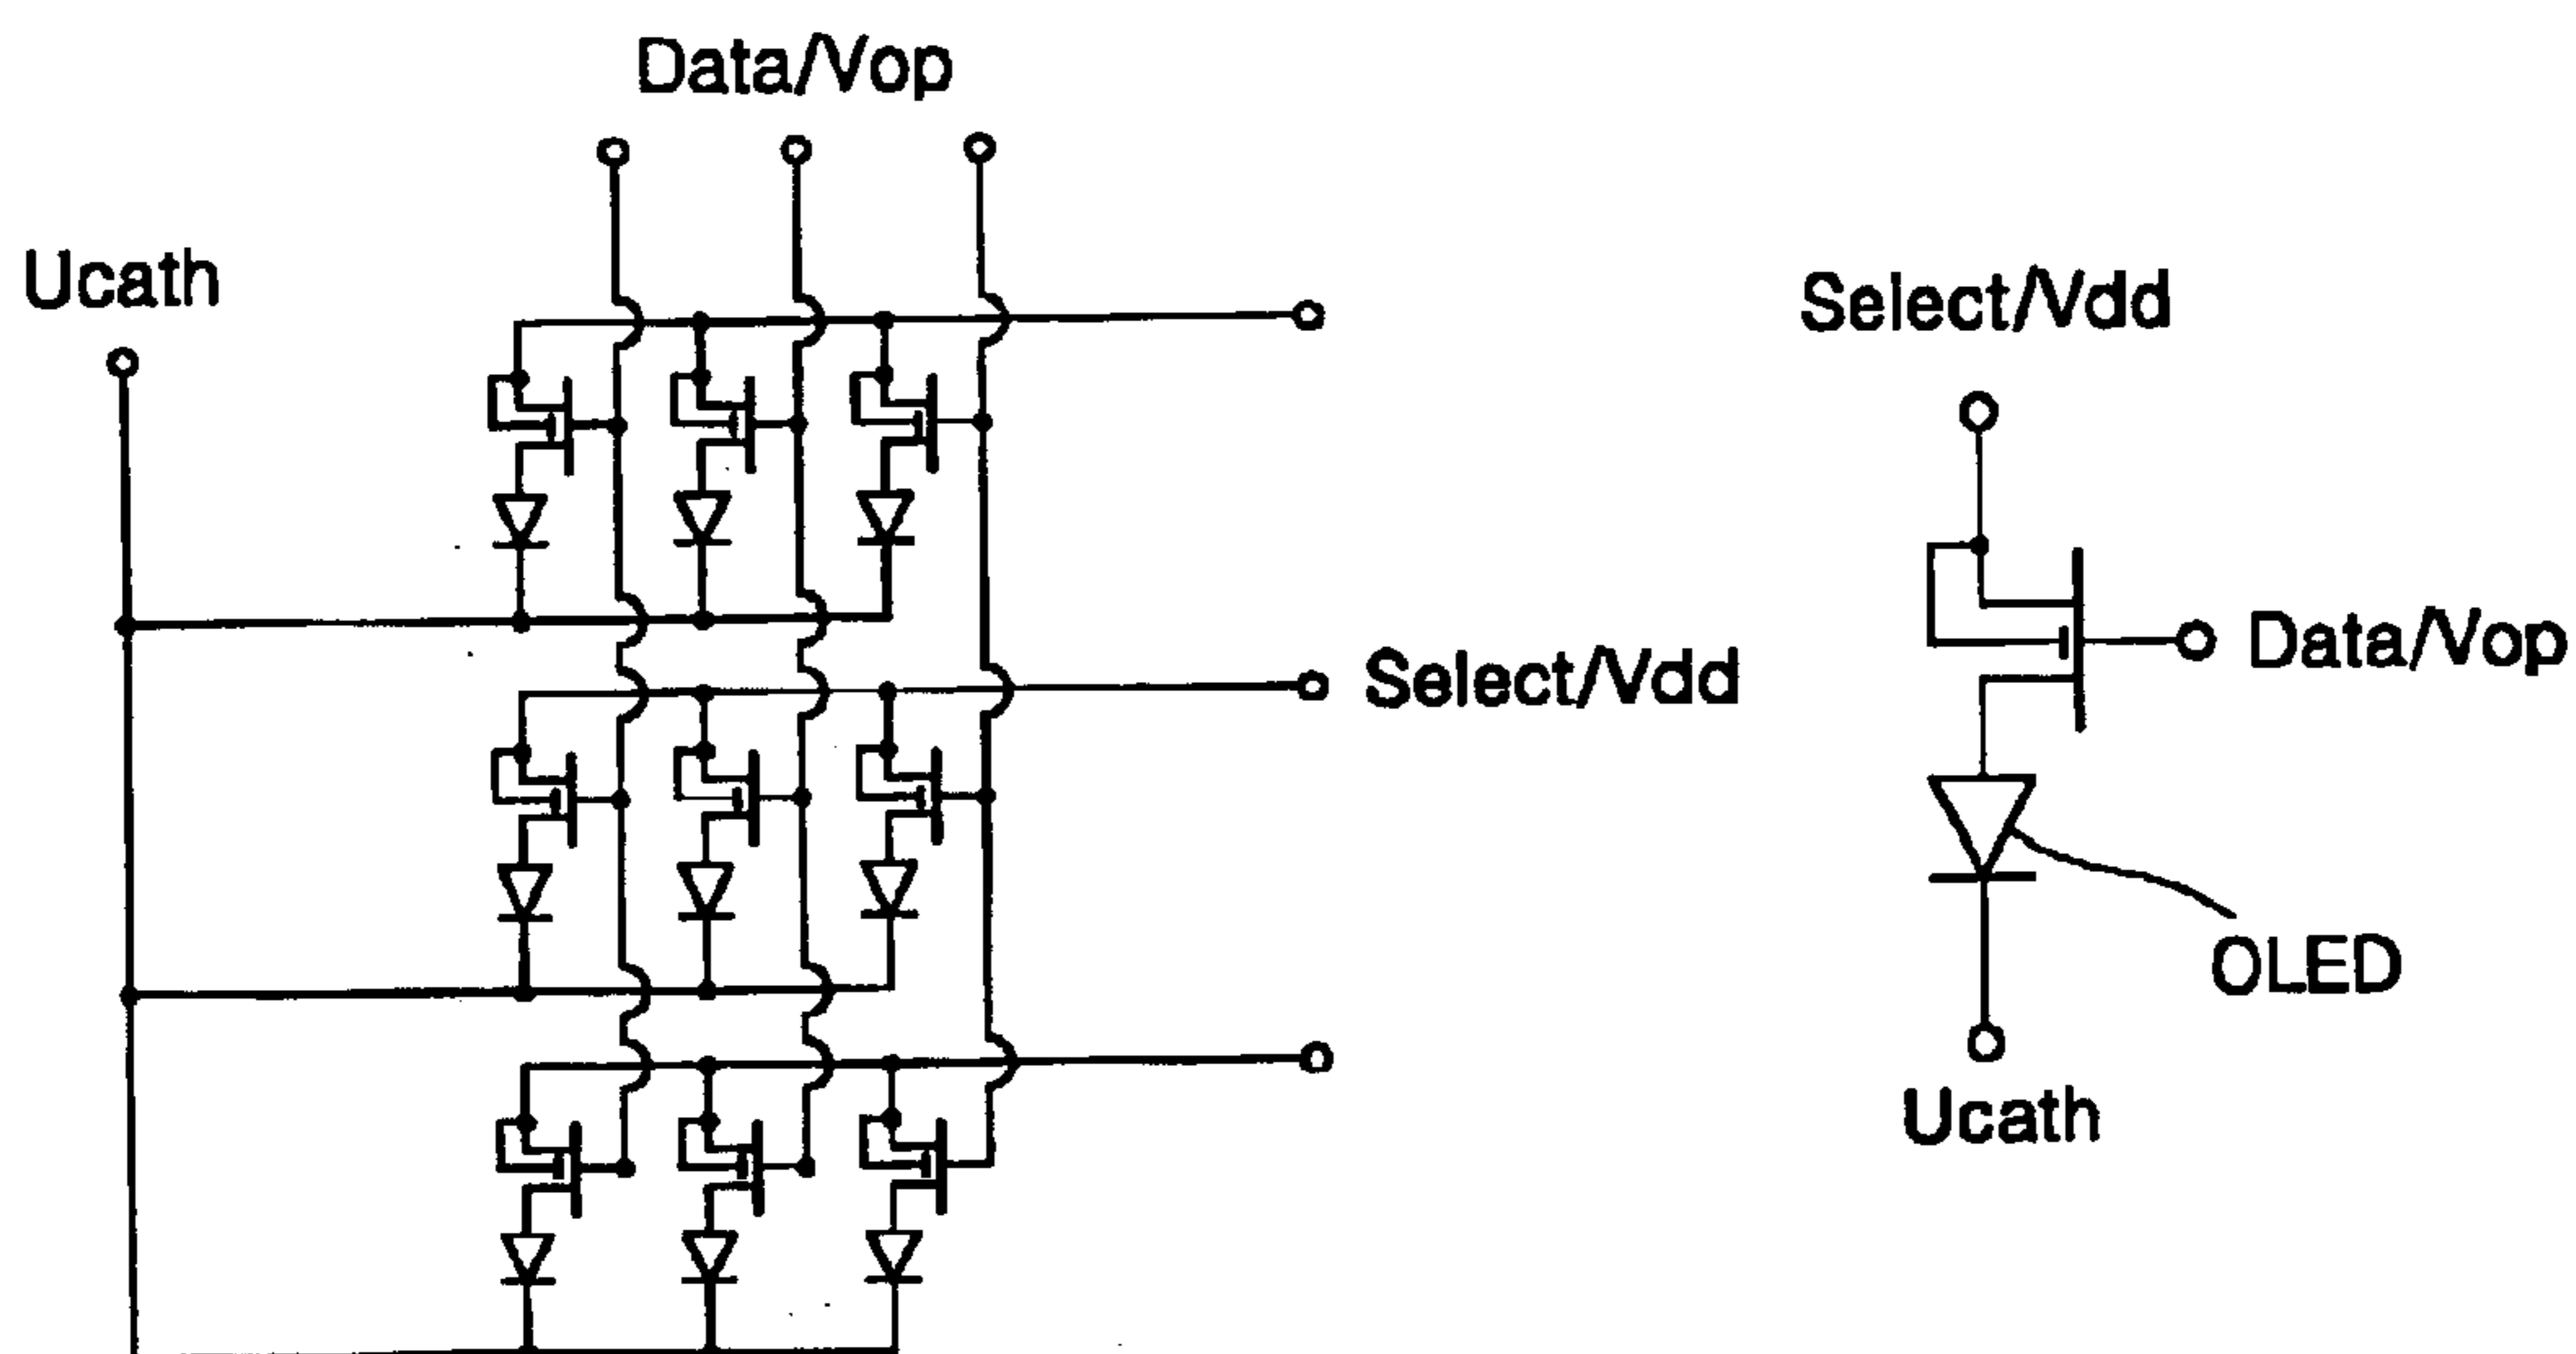 Data/Vop
Ucath
Select/Vdd
Select/Vdd
Data/Vop
OLED
Ucath